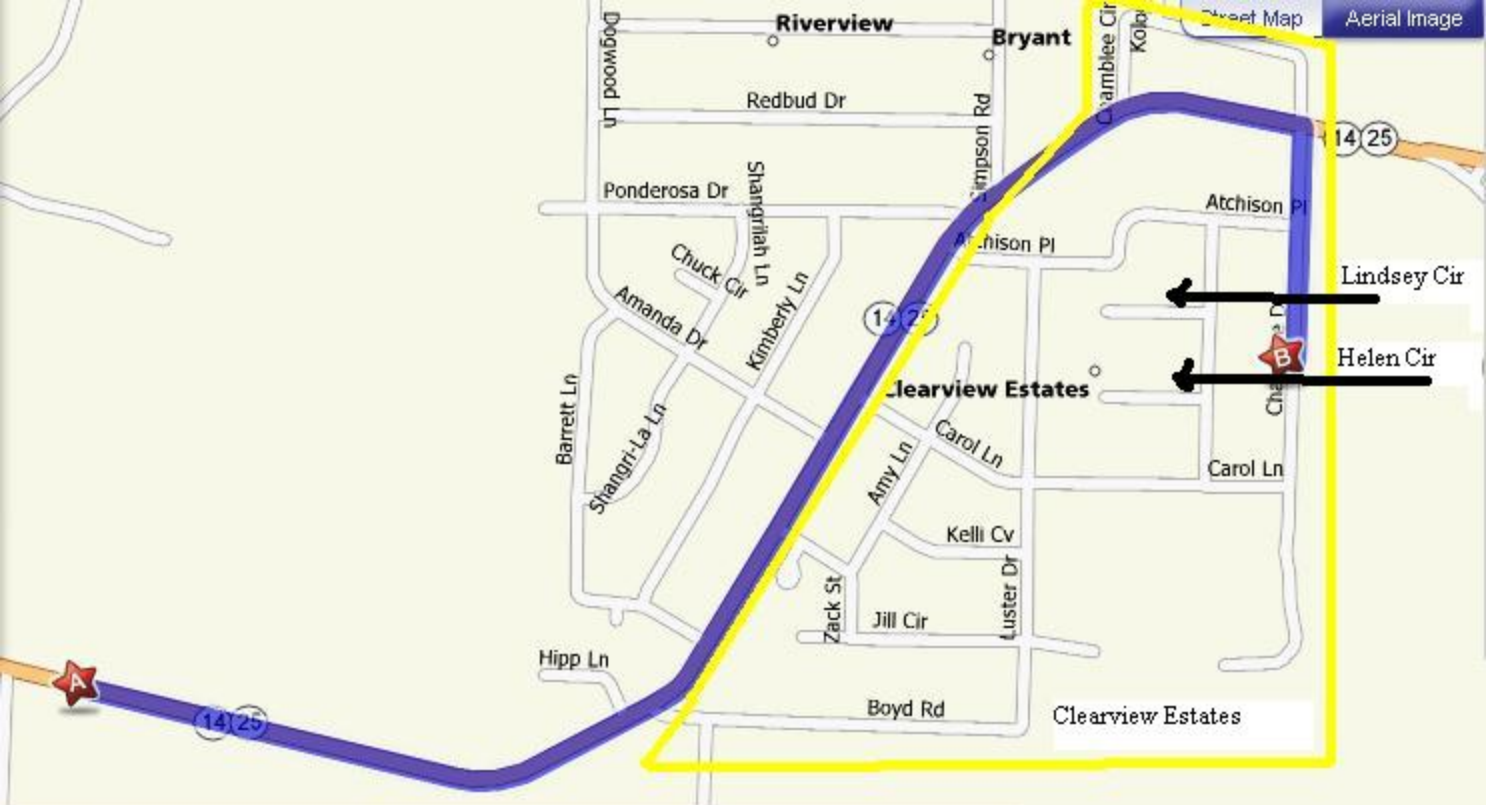 Riverview
Bryant
Street Map
Aerial Image
Dogwood Ln
Redbud Dr
Simpson Rd
Chamblee Cir
14 25
Ponderosa Dr
Shangrilah Ln
Atchison Pl
Atchison Pl
Chuck Cir
Lindsey Cir
Amanda Dr
Kimberly Ln
14 25
B
Helen Cir
Clearview Estates
Barrett Ln
Shangri-La Ln
Carol Ln
Amy Ln
Carol Ln
Kelli Cv
Zack St
Luster Dr
Jill Cir
Hipp Ln
A
14 25
Boyd Rd
Clearview Estates